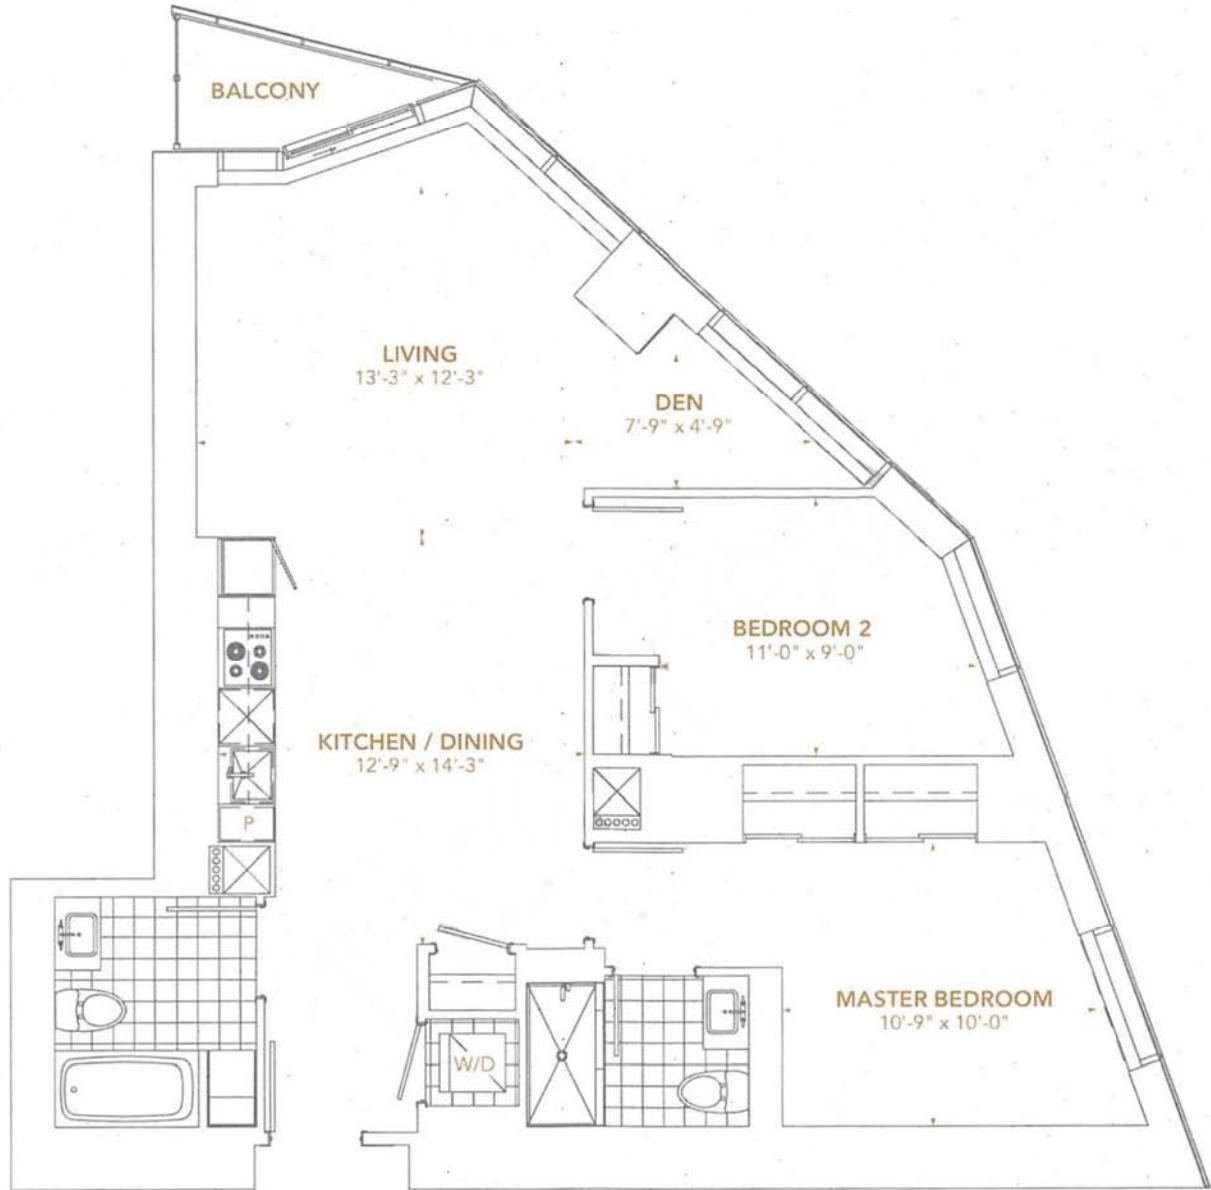 BALCONY
LIVING
13'-3" x 12'-3"
DEN
7'-9" x 4'-9"
BEDROOM 2
11'-0" x 9'-0"
KITCHEN / DINING
12'-9" x 14'-3"
P
MASTER BEDROOM
10'-9" x 10'-0"
W/D